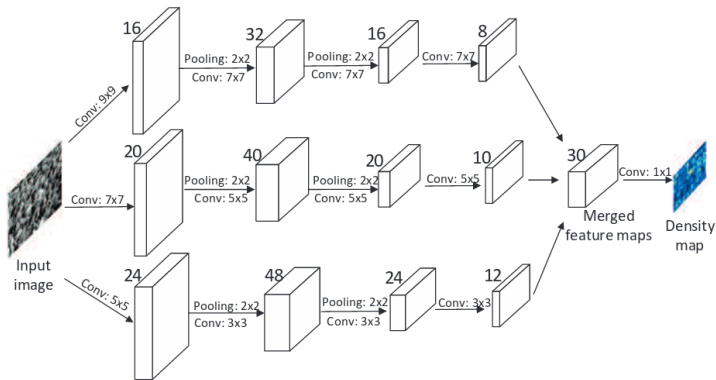 16
32
16
8
Pooling: 2x2
Pooling: 2x2
Conv: 7x7
Conv: 7x7
Conv: 7x7
Conv: 9x9
20
40
20
10
30
Pooling: 2x2
Pooling: 2x2
Conv: 5x5
Conv: 1x1
Conv: 7x7
Conv: 5x5
Conv: 5x5
Merged
feature maps
Density
map
Input
image
24
48
24
12
Conv: 5x5
Pooling: 2x2
Pooling: 2x2
Conv: 3x3
Conv: 3x3
Conv: 3x3